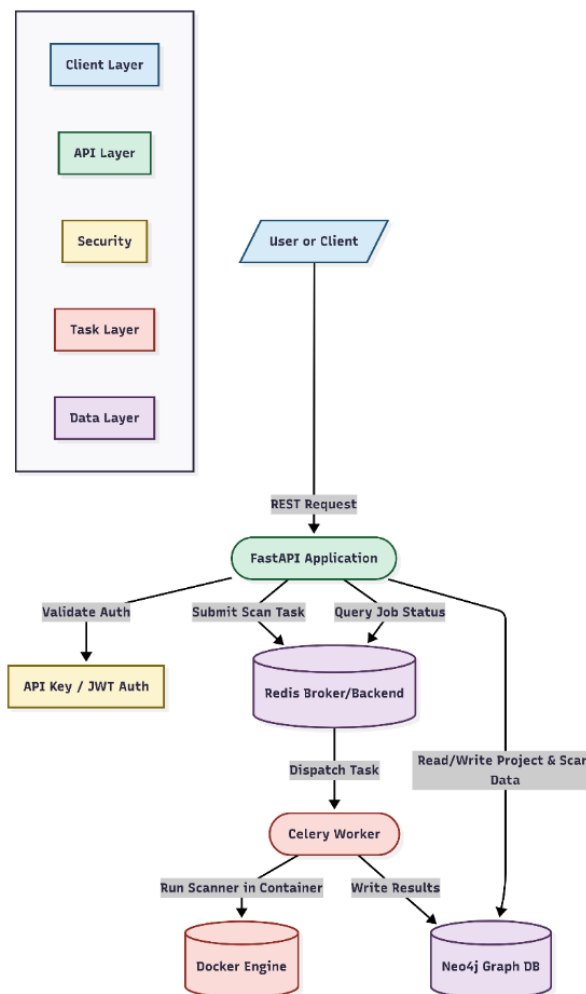 Client Layer
API Layer
Security
Task Layer
Data Layer
User or Client
REST Request
FastAPI Application
Validate Auth
Submit Scan Task
Query Job Status
API Key / JWT Auth
Redis Broker/Backend
Dispatch Task
Read/Write Project & Scan
Data
Celery Worker
Run Scanner in Container
Write Results
Docker Engine
Neo4j Graph DB